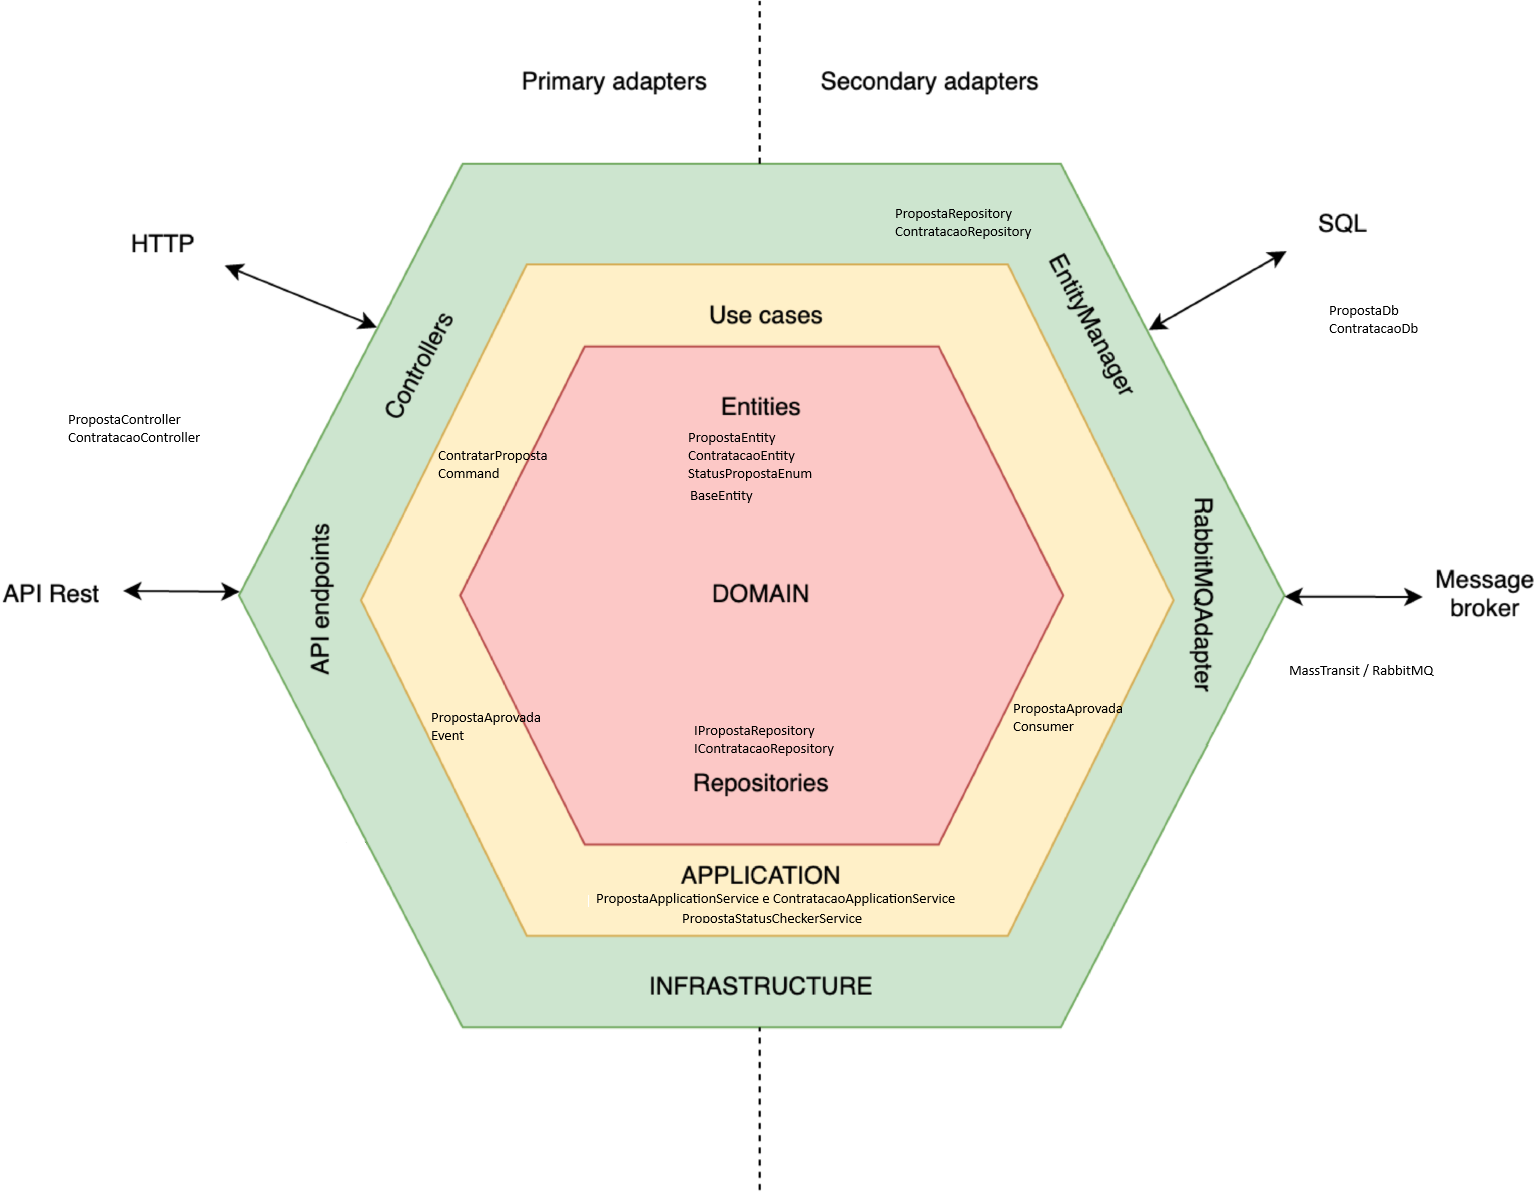 Primary adapters
Secondary adapters
HTTP
SQL
PropostaRepository
ContratacaoRepository
EntityManager
Controllers
Use cases
PropostaDb
ContratacaoDb
PropostaController
ContratacaoController
Entities
PropostaEntity
ContratacaoEntity
StatusPropostaEnum
BaseEntity
ContratarProposta
Command
API Rest
API endpoints
DOMAIN
RabbitMQAdapter
Message
broker
MassTransit / RabbitMQ
PropostaAprovada
Event
IPropostaRepository
IContratacaoRepository
Repositories
PropostaAprovada
Consumer
APPLICATION
PropostaApplicationService e ContratacaoApplicationService
PropostaStatusCheckerService
INFRASTRUCTURE